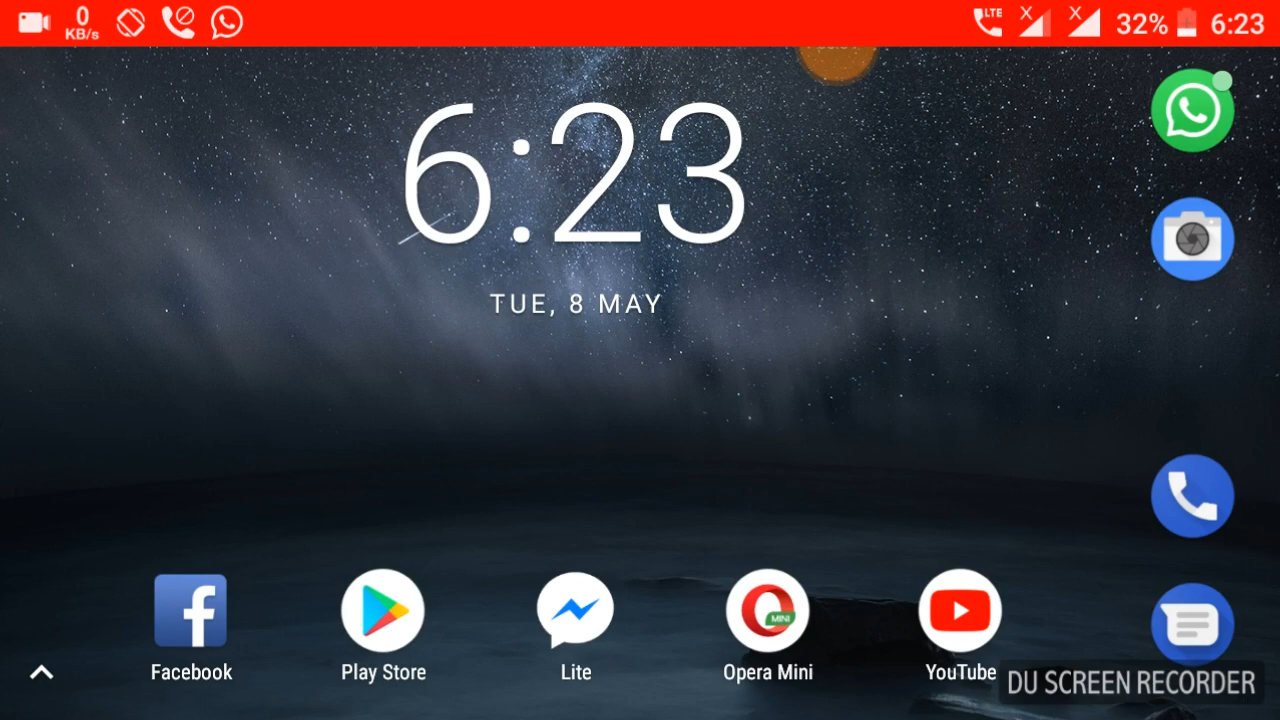 0
KB/s
LTE
X
X
32%
6:23
6:23
TUE, 8 MAY
MINI
Facebook
Play Store
Lite
Opera Mini
YouTube
DU SCREEN RECORDER